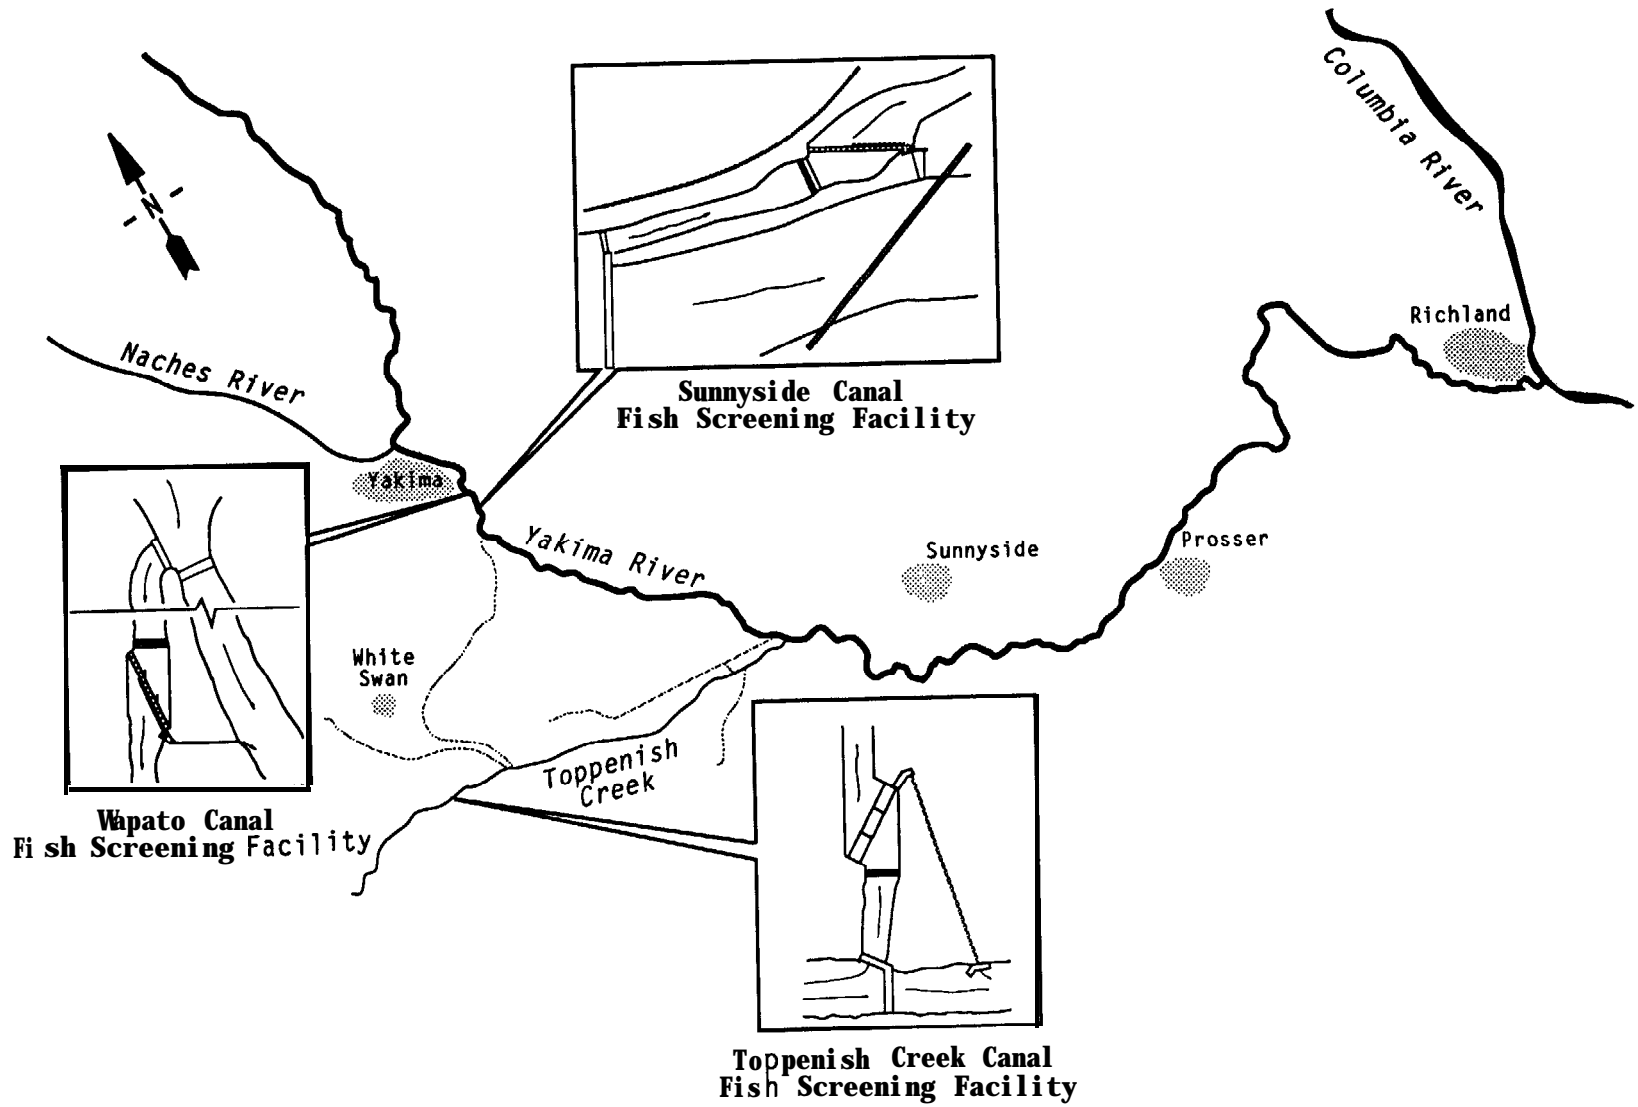 Columbia River
N
Richland
Naches River
Sunnyside Canal
Fish Screening Facility
Yakima
Yakima River
Sunnyside
Prosser
White
Swan
Toppenish
Creek
Wapato Canal
Fish Screening Facility
Toppenish Creek Canal
Fish Screening Facility